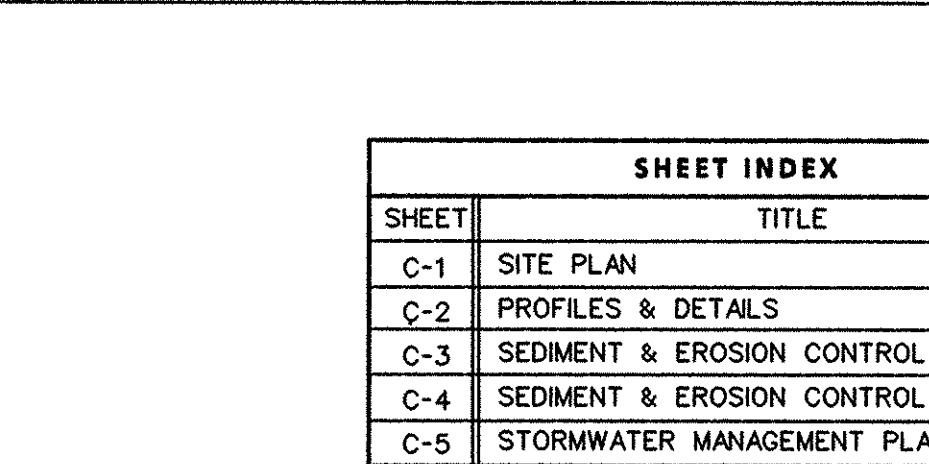 SHEET INDEX
SHEET TITLE
C-1 SITE PLAN
C-2 PROFILES & DETAILS
C-3 SEDIMENT & EROSION CONTROL
C-4 SEDIMENT & EROSION CONTROL
C-5 STORMWATER MANAGEMENT